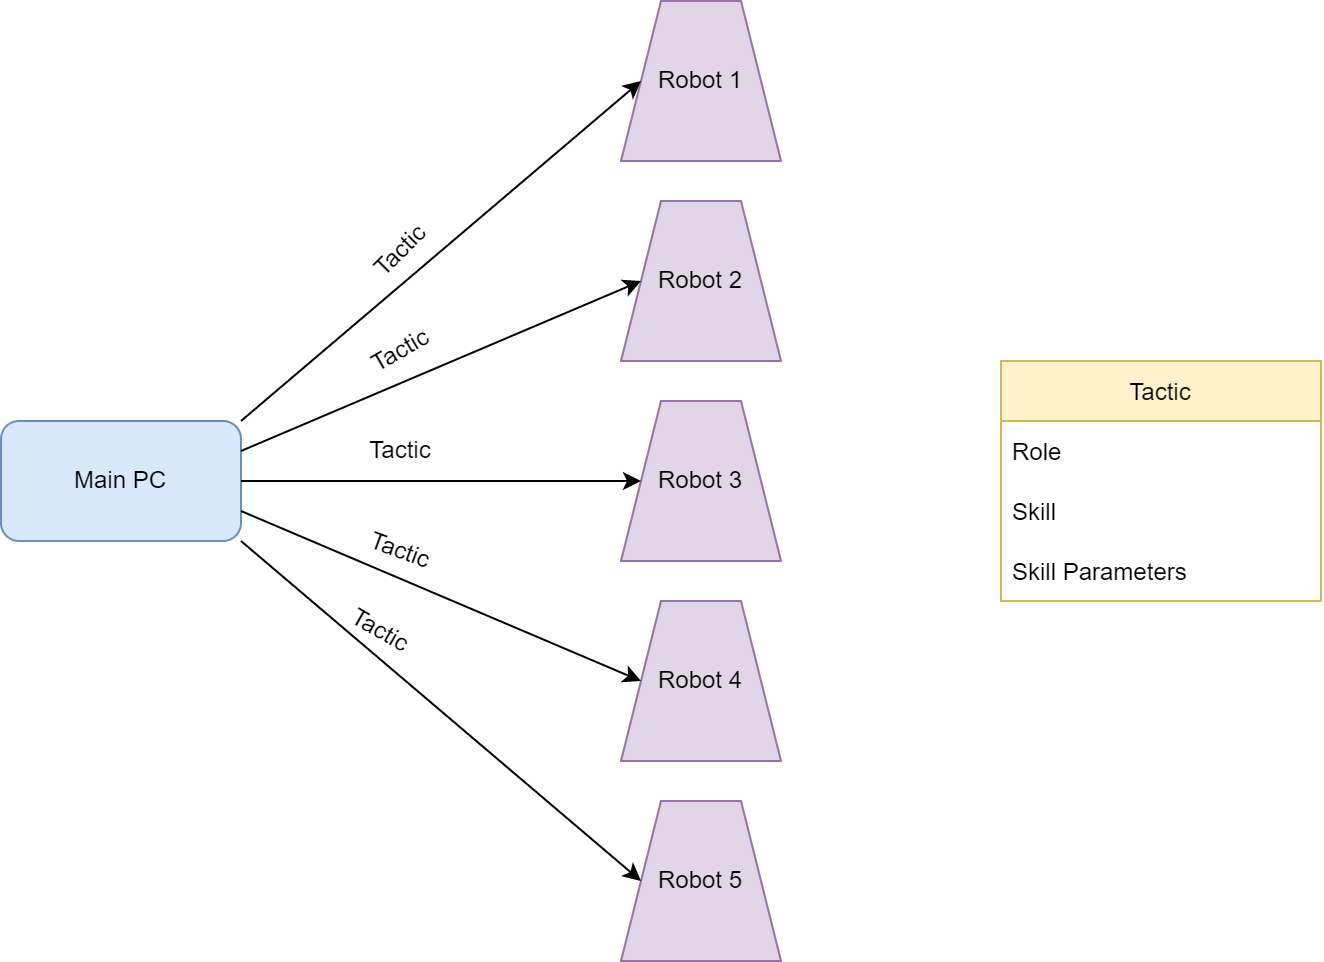 Robot 1
Tactic
Robot 2
Tactic
Tactic
Main PC
Robot 3
Tactic
Tactic
Robot 4
Robot 5
Tactic
Role
Skill
Skill Parameters